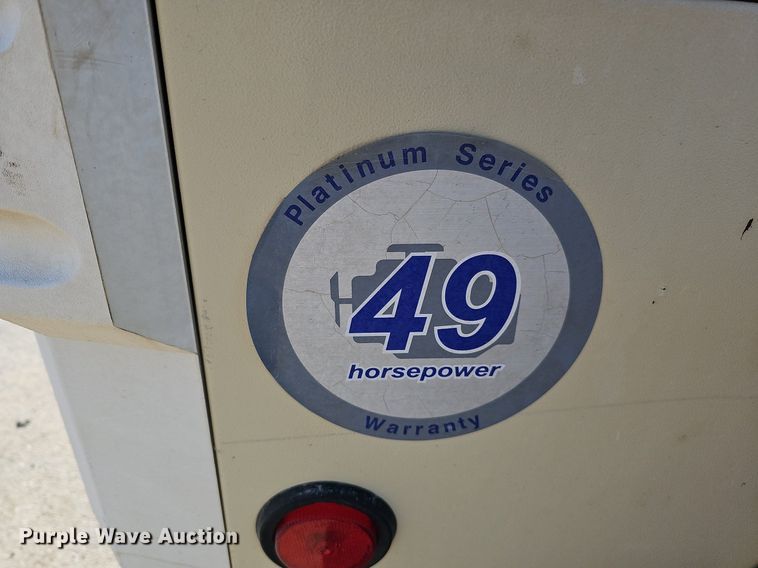 Platinum Series
49
horsepower
Warranty
Purple Wave Auction